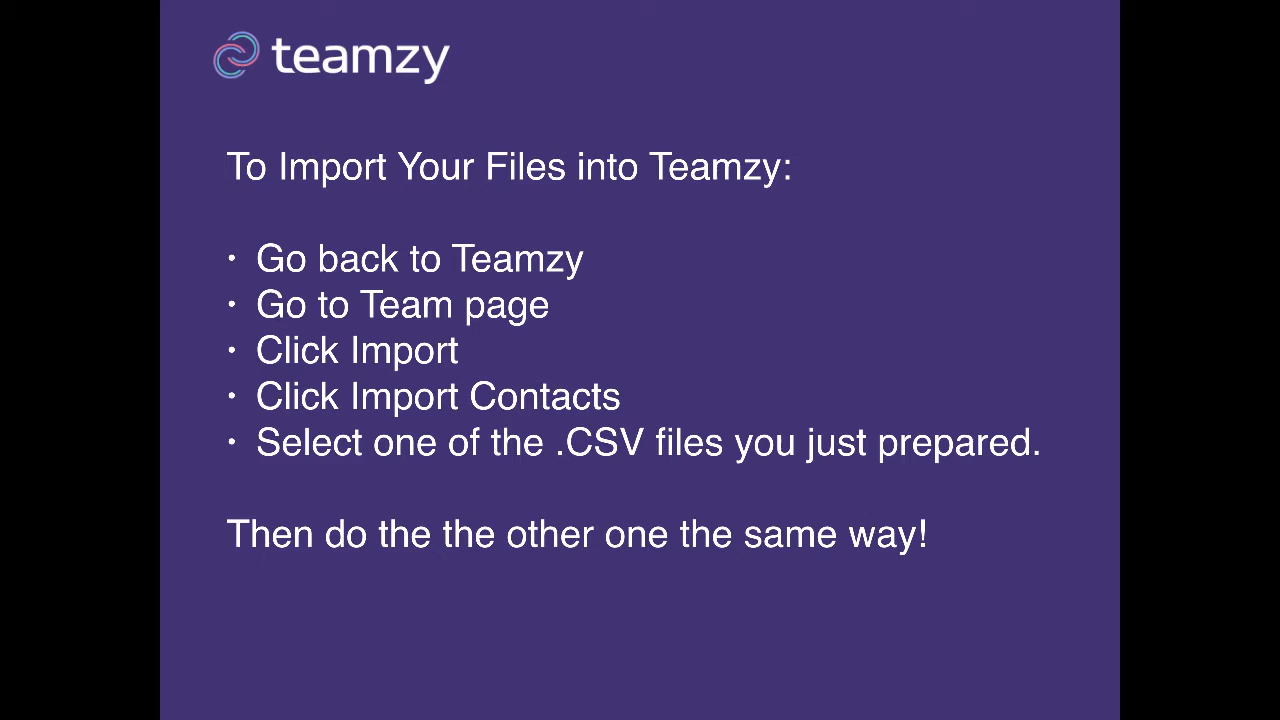 teamzy
To Import Your Files into Teamzy:
• Go back to Teamzy
• Go to Team page
• Click Import
• Click Import Contacts
• Select one of the .CSV files you just prepared.
Then do the the other one the same way!